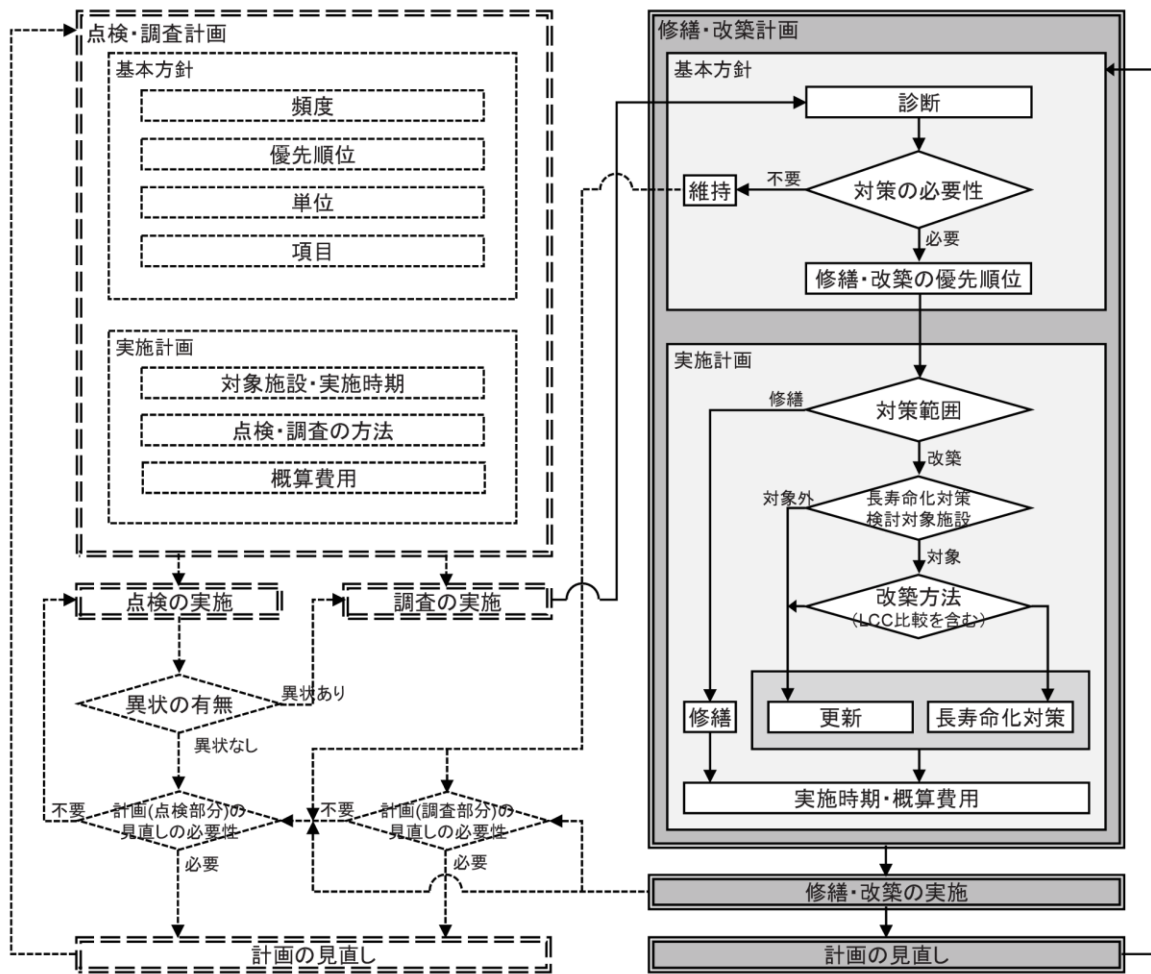 点検・調査計画
基本方針
頻度
優先順位
単位
項目
実施計画
対象施設・実施時期
点検・調査の方法
概算費用
点検の実施
調査の実施
異状の有無
異状あり
異状なし
不要
計画(点検部分)の
見直しの必要性
必要
不要
計画(調査部分)の
見直しの必要性
必要
計画の見直し
修繕・改築計画
基本方針
診断
対策の必要性
不要
維持
必要
修繕・改築の優先順位
実施計画
対策範囲
修繕
改築
長寿命化対策
検討対象施設
対象外
対象
改築方法
(LCC比較を含む)
修繕
更新
長寿命化対策
実施時期・概算費用
修繕・改築の実施
計画の見直し